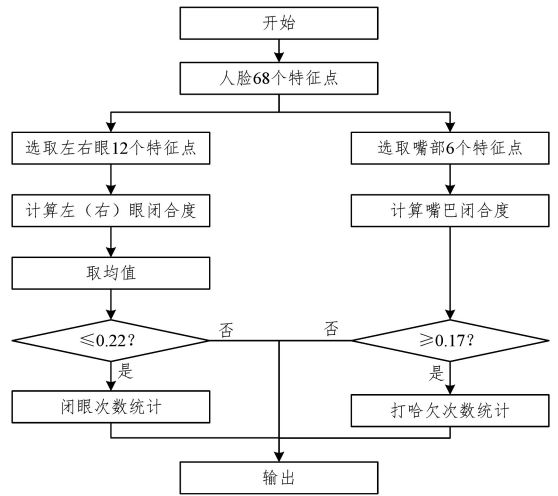 开始
人脸68个特征点
选取左右眼12个特征点
选取嘴部6个特征点
计算左（右）眼闭合度
计算嘴巴闭合度
取均值
≤0.22？
否
否
≥0.17？
是
是
闭眼次数统计
打哈欠次数统计
输出